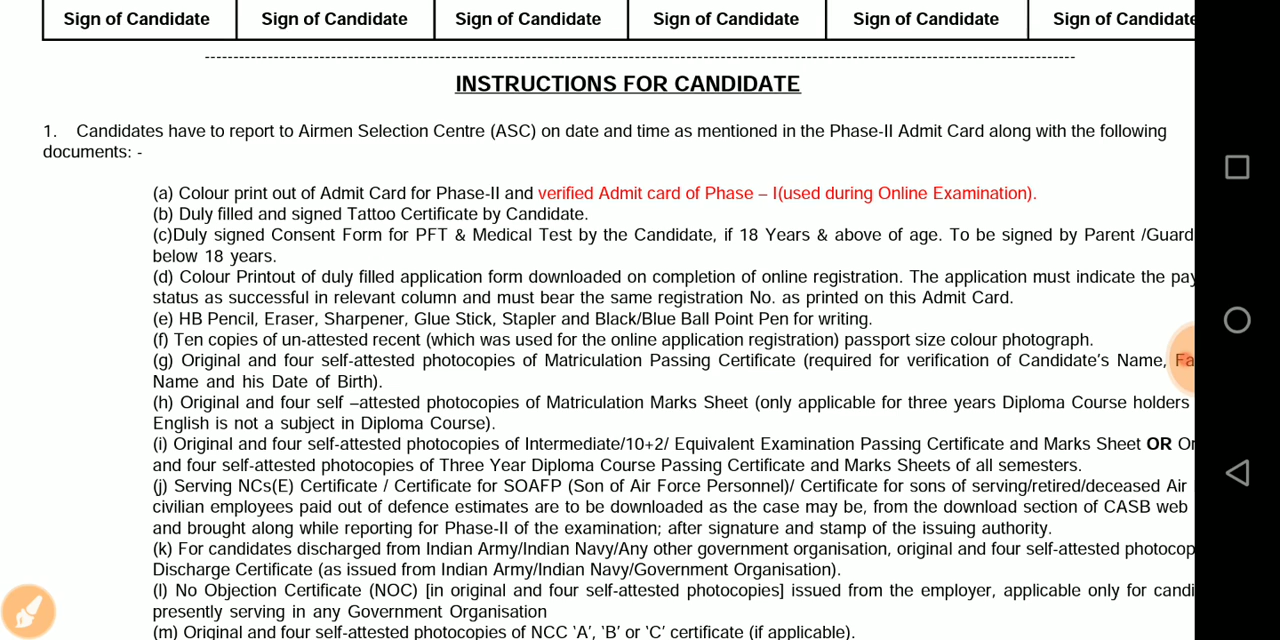 Sign of Candidate Sign of Candidate Sign of Candidate Sign of Candidate Sign of Candidate Sign of Candidate
INSTRUCTIONS FOR CANDIDATE
1. Candidates have to report to Airmen Selection Centre (ASC) on date and time as mentioned in the Phase-II Admit Card along with the following
documents: -
(a) Colour print out of Admit Card for Phase-II and verified Admit card of Phase – I(used during Online Examination).
(b) Duly filled and signed Tattoo Certificate by Candidate.
(c)Duly signed Consent Form for PFT & Medical Test by the Candidate, if 18 Years & above of age. To be signed by Parent /Guard
below 18 years.
(d) Colour Printout of duly filled application form downloaded on completion of online registration. The application must indicate the pay
status as successful in relevant column and must bear the same registration No. as printed on this Admit Card.
(e) HB Pencil, Eraser, Sharpener, Glue Stick, Stapler and Black/Blue Ball Point Pen for writing.
(f) Ten copies of un-attested recent (which was used for the online application registration) passport size colour photograph.
(g) Original and four self-attested photocopies of Matriculation Passing Certificate (required for verification of Candidate's Name, Fa
Name and his Date of Birth).
(h) Original and four self –attested photocopies of Matriculation Marks Sheet (only applicable for three years Diploma Course holders
English is not a subject in Diploma Course).
(i) Original and four self-attested photocopies of Intermediate/10+2/ Equivalent Examination Passing Certificate and Marks Sheet OR Or
and four self-attested photocopies of Three Year Diploma Course Passing Certificate and Marks Sheets of all semesters.
(j) Serving NCs(E) Certificate / Certificate for SOAFP (Son of Air Force Personnel)/ Certificate for sons of serving/retired/deceased Air
civilian employees paid out of defence estimates are to be downloaded as the case may be, from the download section of CASB web
and brought along while reporting for Phase-II of the examination; after signature and stamp of the issuing authority.
(k) For candidates discharged from Indian Army/Indian Navy/Any other government organisation, original and four self-attested photocop
Discharge Certificate (as issued from Indian Army/Indian Navy/Government Organisation).
(l) No Objection Certificate (NOC) [in original and four self-attested photocopies] issued from the employer, applicable only for candi
presently serving in any Government Organisation
(m) Original and four self-attested photocopies of NCC 'A', 'B' or 'C' certificate (if applicable).